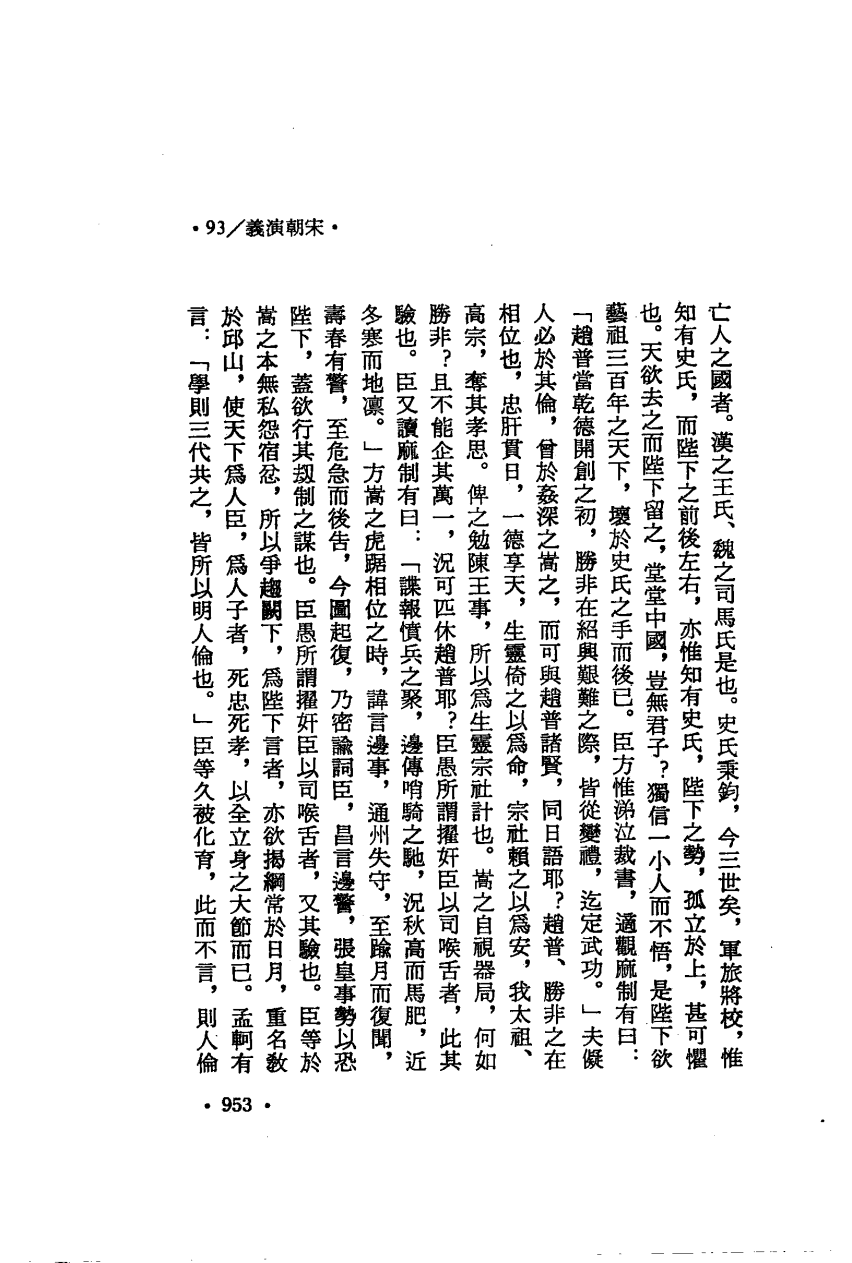 •93/義演朝宋•
亡人之國者。漢之王氏、魏之司馬氏是也。史氏秉鈞，今三世矣，軍旅將校，惟
知有史氏，而陛下之前後左右，亦惟知有史氏，陛下之勢，孤立於上，甚可懼
也。天欲去之而陛下留之，堂堂中國，豈無君子？獨信一小人而不悟，是陛下欲
藝祖三百年之天下，壞於史氏之手而後已。臣方惟涕泣裁書，適觀麻制有曰：
「趙普當乾德開創之初，勝非在紹興艱難之際，皆從變禮，迄定武功。」夫儗
人必於其倫，曾於姦深之嵩之，而可與趙普諸賢，同日語耶？趙普、勝非之在
相位也，忠肝貫日，一德享天，生靈倚之以爲命，宗社賴之以爲安，我太祖、
高宗，奪其孝思。俾之勉陳王事，所以爲生靈宗社計也。嵩之自視器局，何如
勝非？且不能企其萬一，況可匹休趙普耶？臣愚所謂擢奸臣以司喉舌者，此其
驗也。臣又讀麻制有曰：「諜報憤兵之聚，邊傳哨騎之馳，況秋高而馬肥，近
冬寒而地凛。」方嵩之虎踞相位之時，諱言邊事，通州失守，至踰月而復聞，
壽春有警，至危急而後告，今圖起復，乃密諭詞臣，昌言邊警，張皇事勢以恐
陛下，蓋欲行其刼制之謀也。臣愚所謂擢奸臣以司喉舌者，又其驗也。臣等於
嵩之本無私怨宿忿，所以爭趨闕下，爲陛下言者，亦欲揭綱常於日月，重名敎
於邱山，使天下爲人臣，爲人子者，死忠死孝，以全立身之大節而已。孟軻有
言：「學則三代共之，皆所以明人倫也。」臣等久被化育，此而不言，則人倫
•953•